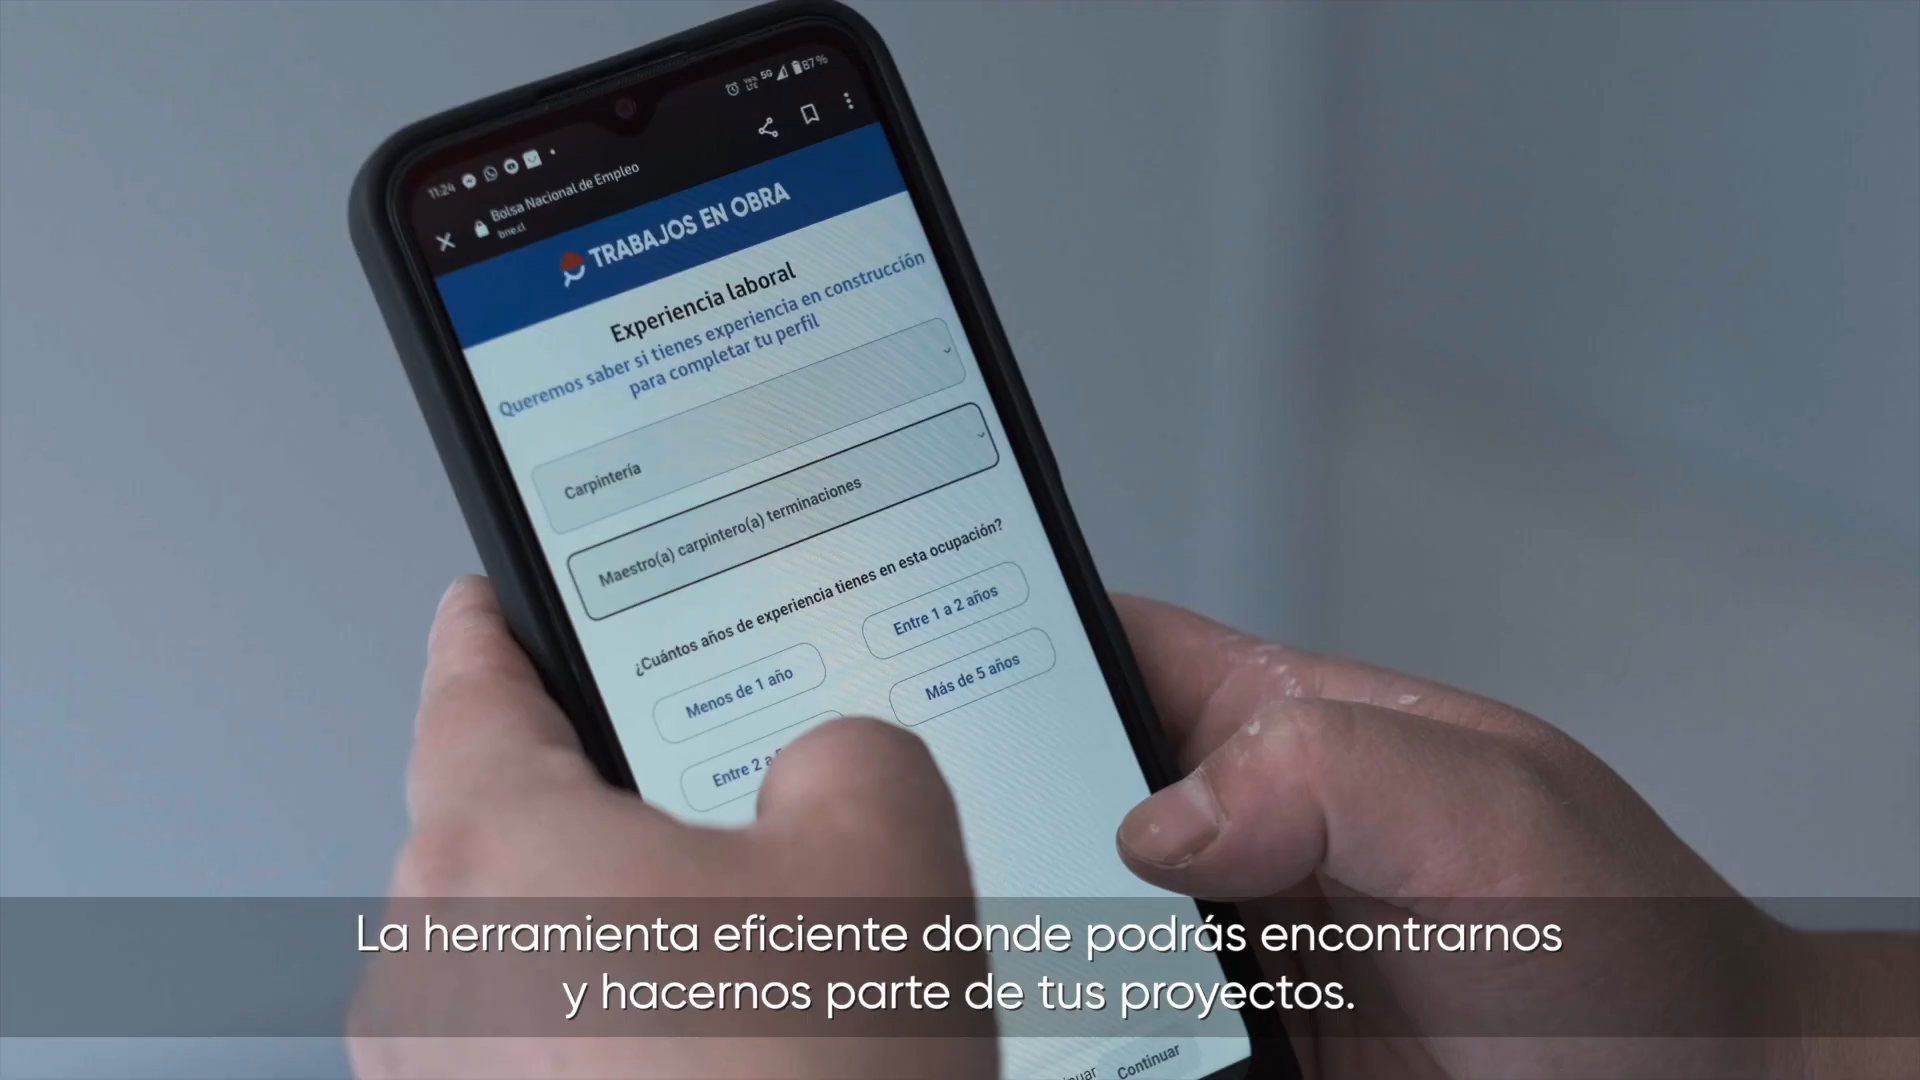 11:24
5G
87%
Bolsa Nacional de Empleo
bne.cl
TRABAJOS EN OBRA
Experiencia laboral
Queremos saber si tienes experiencia en construcción
para completar tu perfil
Carpintería
Maestro(a) carpintero(a) terminaciones
¿Cuántos años de experiencia tienes en esta ocupación?
Menos de 1 año
Entre 1 a 2 años
Entre 2 a
Más de 5 años
La herramienta eficiente donde podrás encontrarnos
y hacernos parte de tus proyectos.
Continuar